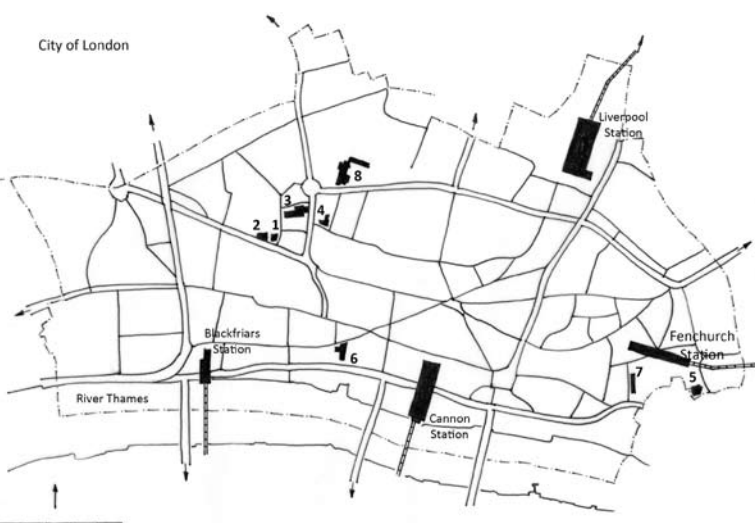 City of London
Liverpool
Station
8
3
4
2
1
Blackfriars
Station
Fenchurch
Station
6
7
5
River Thames
Cannon
Station